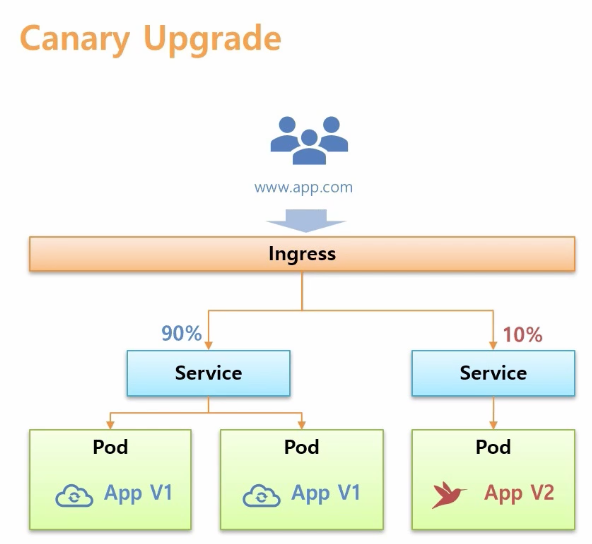 Canary Upgrade
www.app.com
Ingress
90%
10%
Service
Service
Pod
Pod
Pod
App V1
App V1
App V2